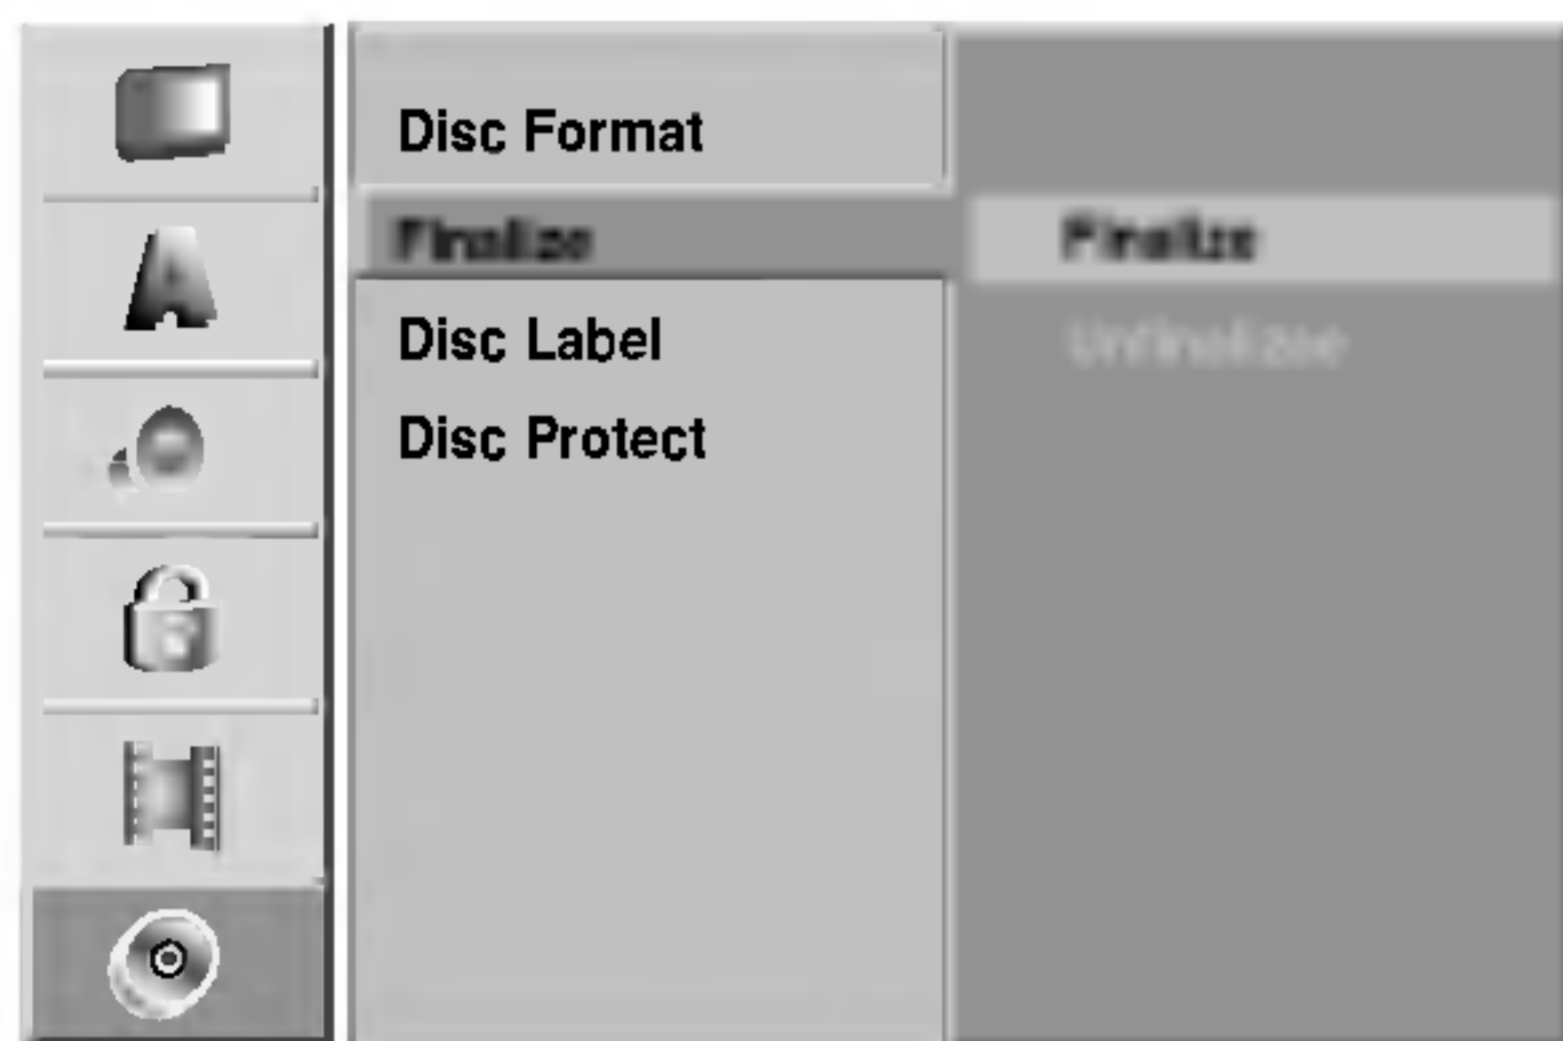 Disc Format
Finalize
Finalize
Disc Label
Disc Protect